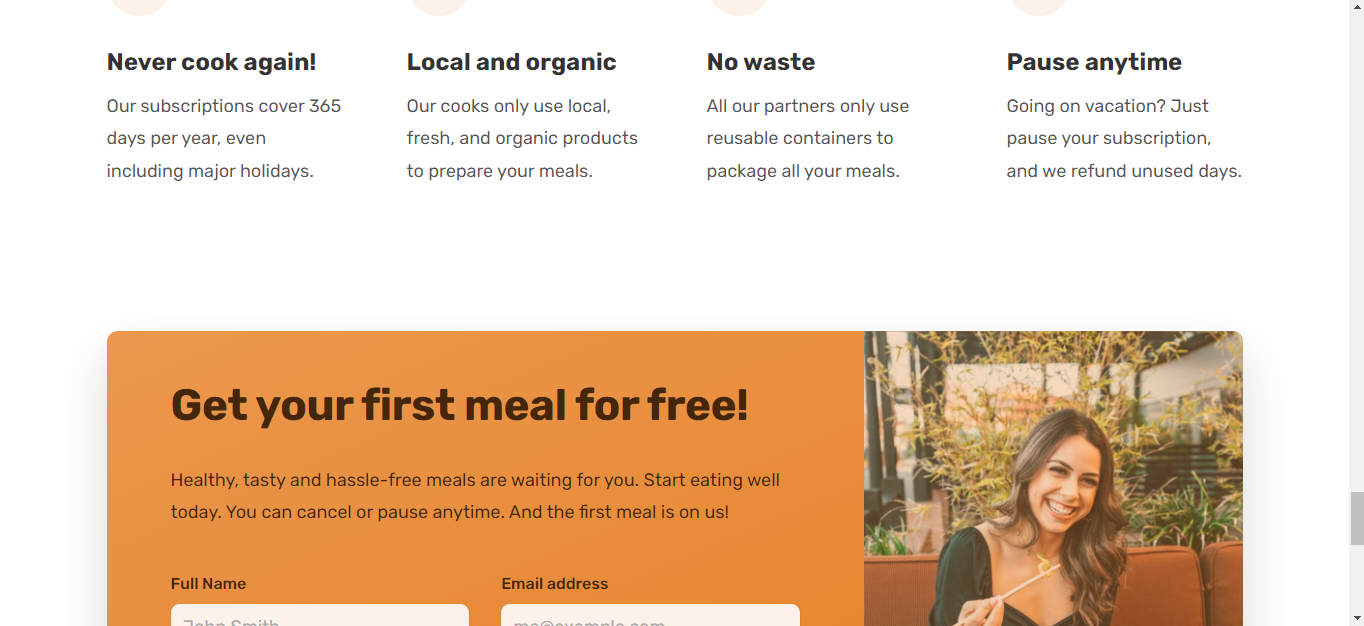 Never cook again!
Our subscriptions cover 365
days per year, even
including major holidays.
Local and organic
Our cooks only use local,
fresh, and organic products
to prepare your meals.
No waste
All our partners only use
reusable containers to
package all your meals.
Pause anytime
Going on vacation? Just
pause your subscription,
and we refund unused days.
Get your first meal for free!
Healthy, tasty and hassle-free meals are waiting for you. Start eating well
today. You can cancel or pause anytime. And the first meal is on us!
Full Name
John Smith
Email address
me@example.com